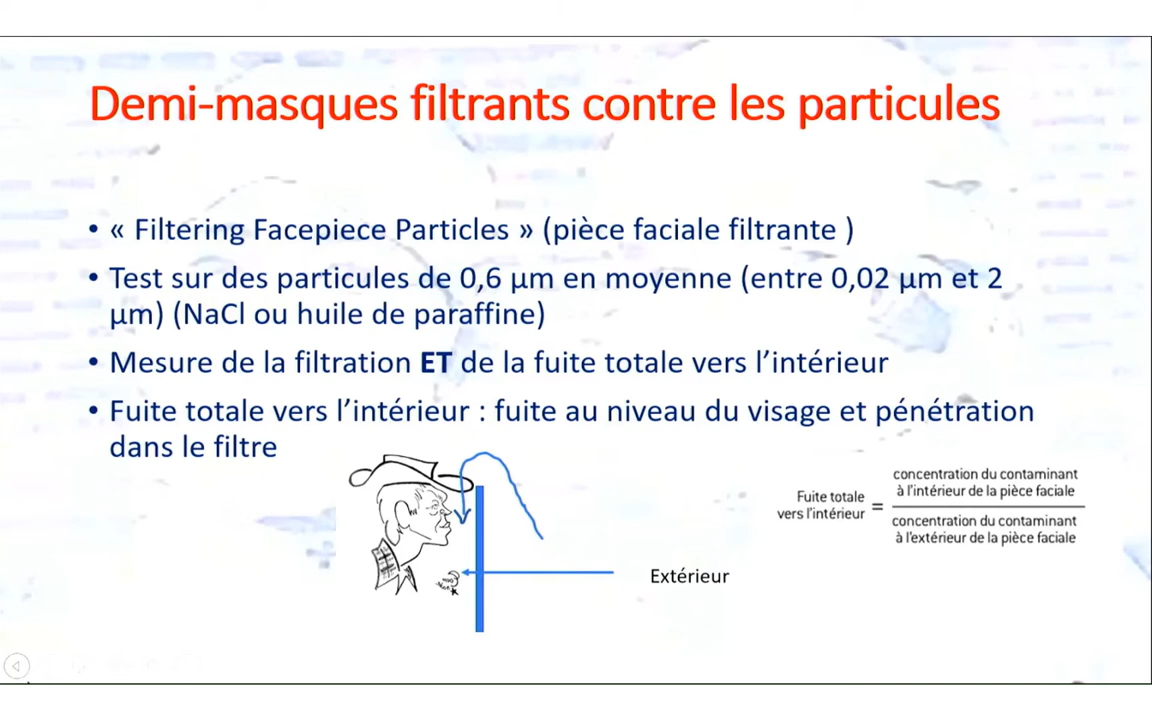 Demi-masques filtrants contre les particules
• « Filtering Facepiece Particles » (pièce faciale filtrante )
• Test sur des particules de 0,6 µm en moyenne (entre 0,02 µm et 2
µm) (NaCl ou huile de paraffine)
• Mesure de la filtration ET de la fuite totale vers l’intérieur
• Fuite totale vers l’intérieur : fuite au niveau du visage et pénétration
dans le filtre
Extérieur
Fuite totale
vers l'intérieur
=
concentration du contaminant
à l'intérieur de la pièce faciale
concentration du contaminant
à l'extérieur de la pièce faciale